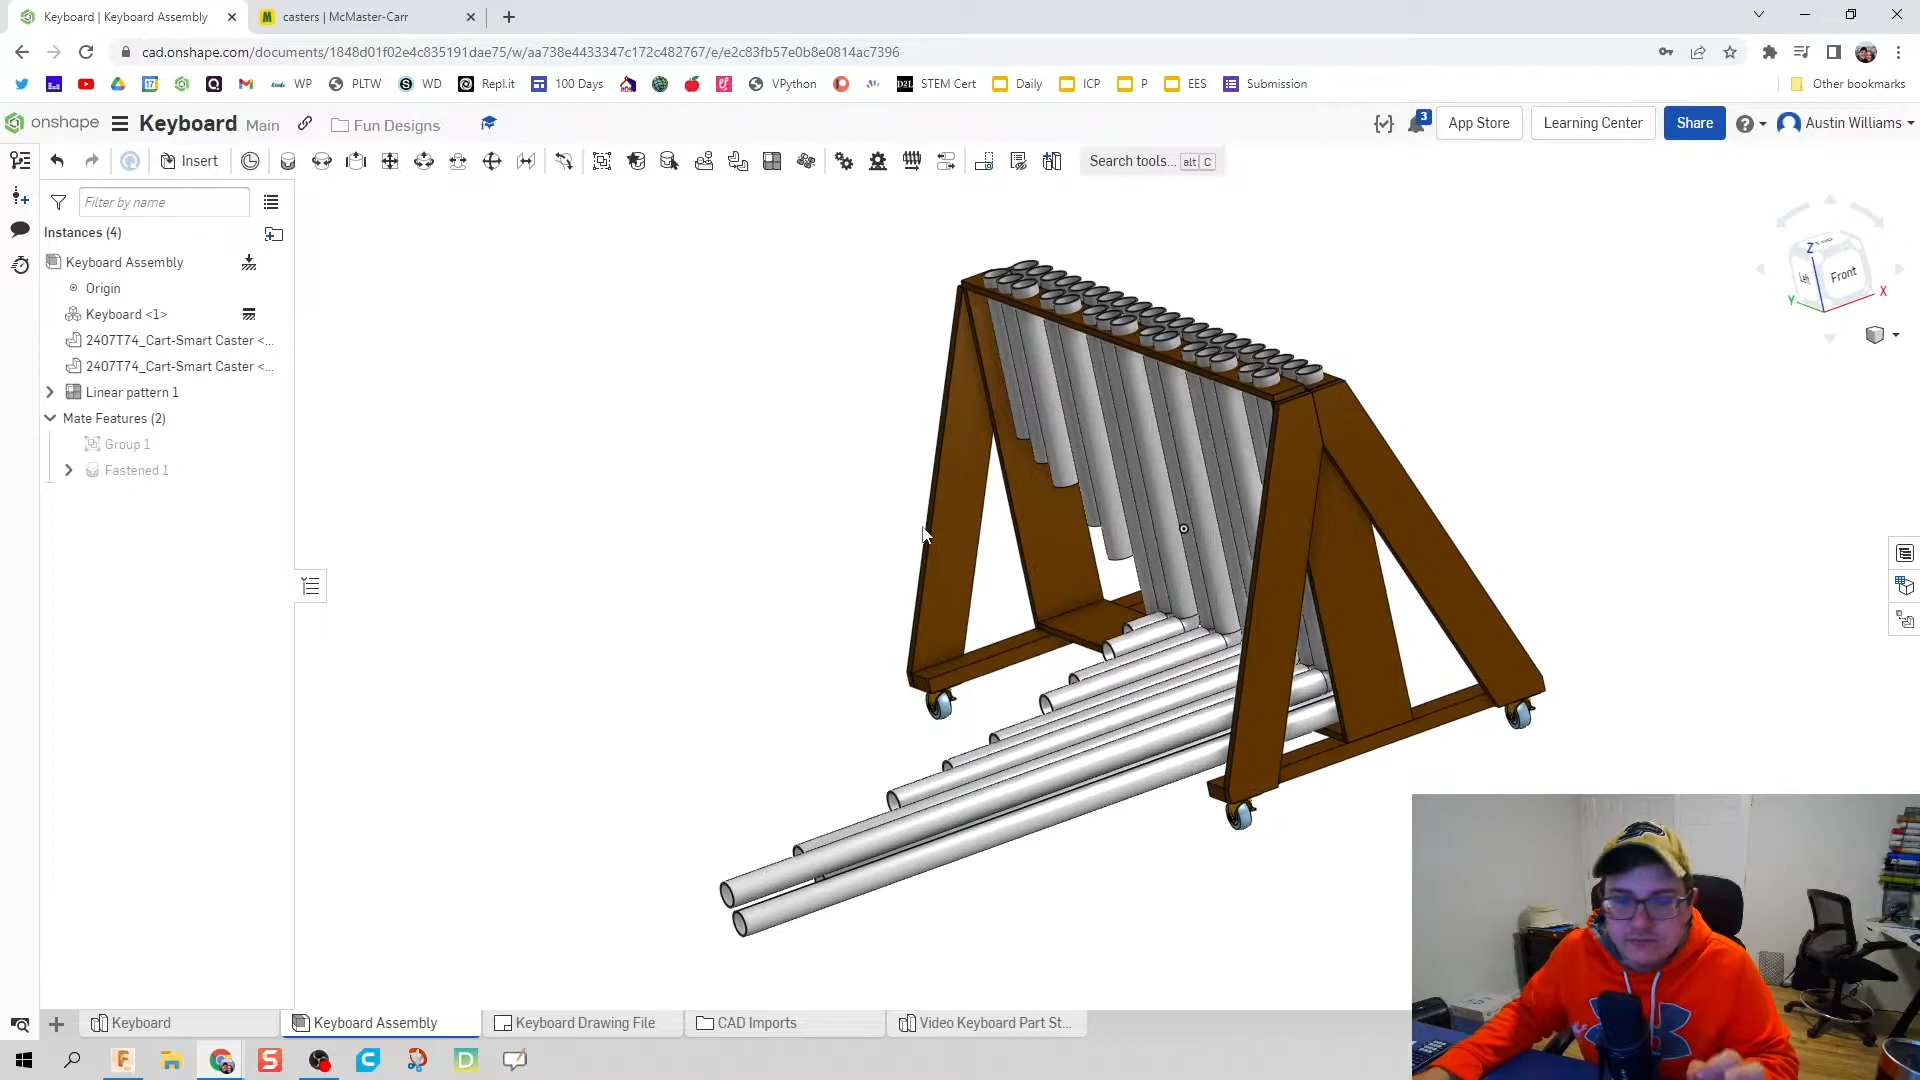 Keyboard | Keyboard Assembly
M casters | McMaster-Carr
cad.onshape.com/documents/1848d01f02e4c835191dae75/w/aa738e4433347c172c482767/e/e2c83fb57e0b8e0814ac7396
WP PLTW WD Repl.it 100 Days VPython D2L STEM Cert Daily ICP P EES Submission Other bookmarks
onshape Keyboard Main Fun Designs 3 App Store Learning Center Share Austin Williams
Insert Search tools... alt C
Filter by name
Instances (4)
Keyboard Assembly
Origin
Keyboard <1>
2407T74_Cart-Smart Caster <...
2407T74_Cart-Smart Caster <...
Linear pattern 1
Mate Features (2)
Group 1
Fastened 1
Z Top
Left Front
Y X
Keyboard Keyboard Assembly Keyboard Drawing File CAD Imports Video Keyboard Part St...